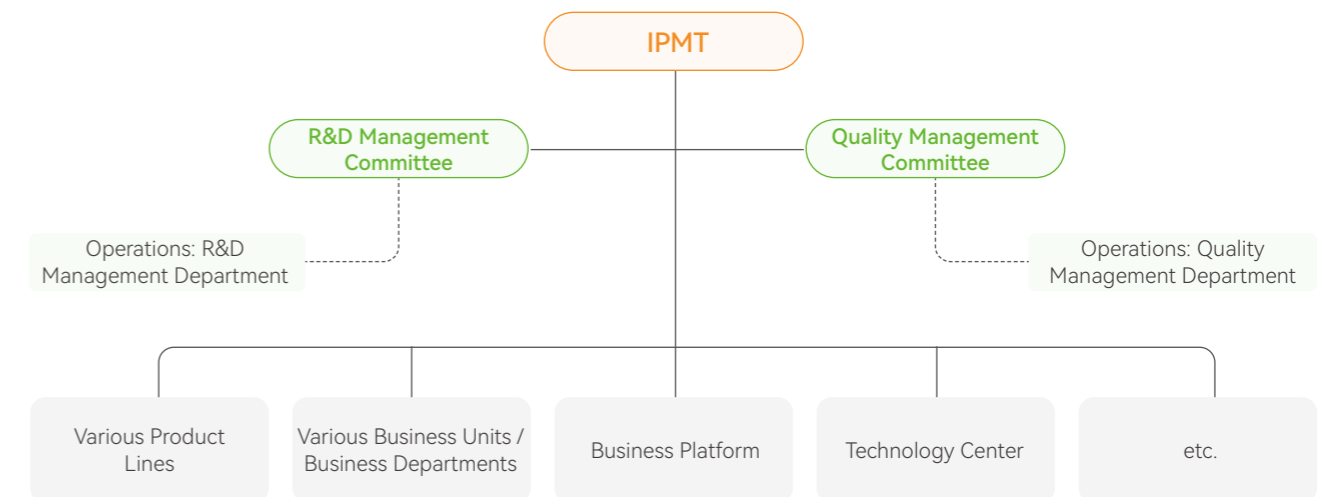 IPMT
R&D Management
Committee
Quality Management
Committee
Operations: R&D
Management Department
Operations: Quality
Management Department
Various Product
Lines
Various Business Units /
Business Departments
Business Platform
Technology Center
etc.